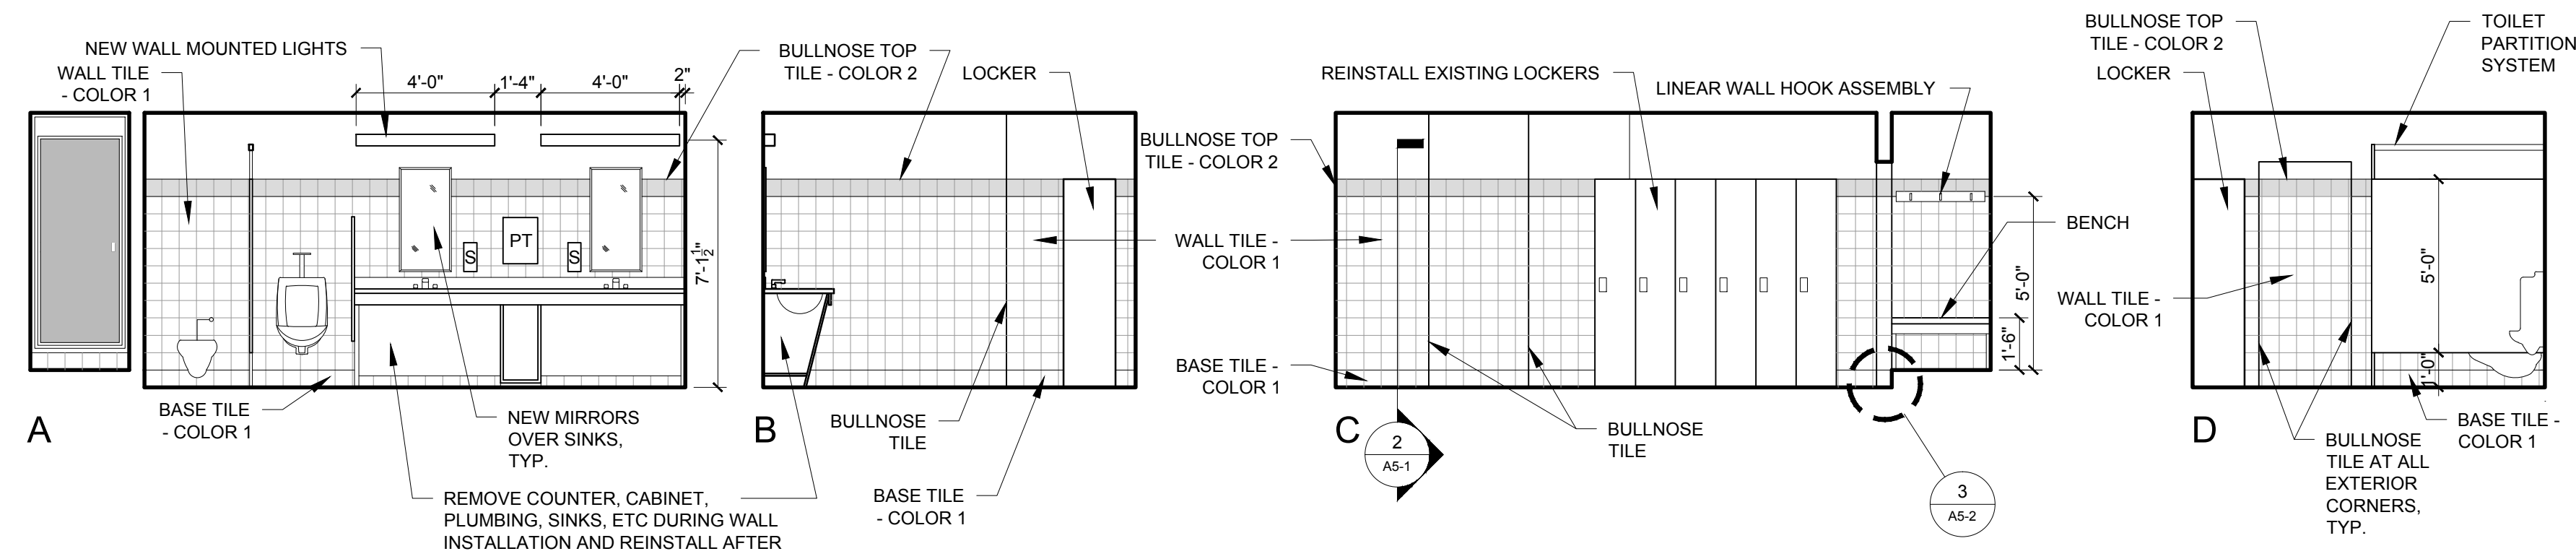 NEW WALL MOUNTED LIGHTS
WALL TILE
- COLOR 1
4'-0"
1'-4"
4'-0"
2"
BULLNOSE TOP
TILE - COLOR 2
LOCKER
S
PT
S
7'-1 1/2"
A
BASE TILE
- COLOR 1
NEW MIRRORS
OVER SINKS,
TYP.
REMOVE COUNTER, CABINET,
PLUMBING, SINKS, ETC DURING WALL
INSTALLATION AND REINSTALL AFTER
B
BULLNOSE
TILE
BASE TILE
- COLOR 1
REINSTALL EXISTING LOCKERS
LINEAR WALL HOOK ASSEMBLY
BULLNOSE TOP
TILE - COLOR 2
WALL TILE -
COLOR 1
BASE TILE -
COLOR 1
BENCH
5'-0"
1'-6"
C
2
A5-1
BULLNOSE
TILE
3
A5-2
BULLNOSE TOP
TILE - COLOR 2
LOCKER
TOILET
PARTITION
SYSTEM
WALL TILE -
COLOR 1
5'-0"
1'-0"
D
BULLNOSE
TILE AT ALL
EXTERIOR
CORNERS,
TYP.
BASE TILE -
COLOR 1